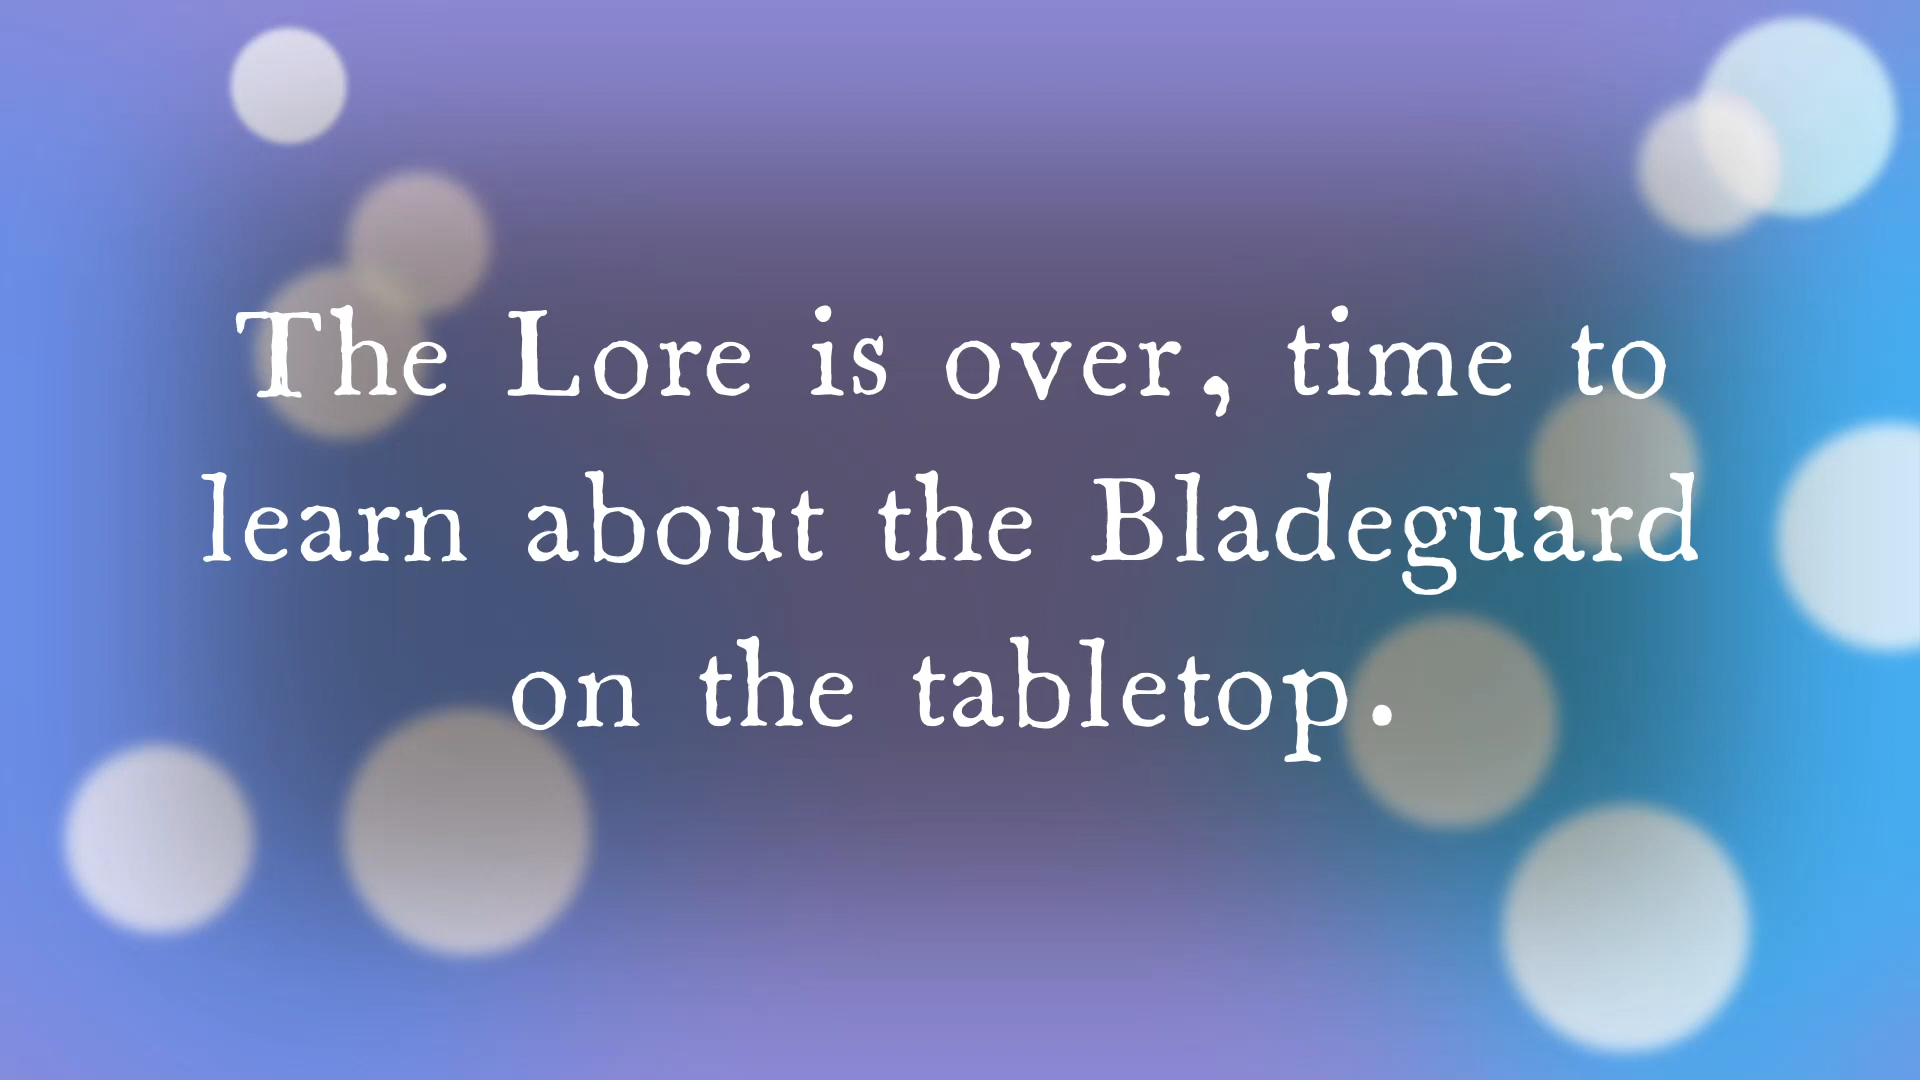 The Lore is over, time to
learn about the Bladeguard
on the tabletop.